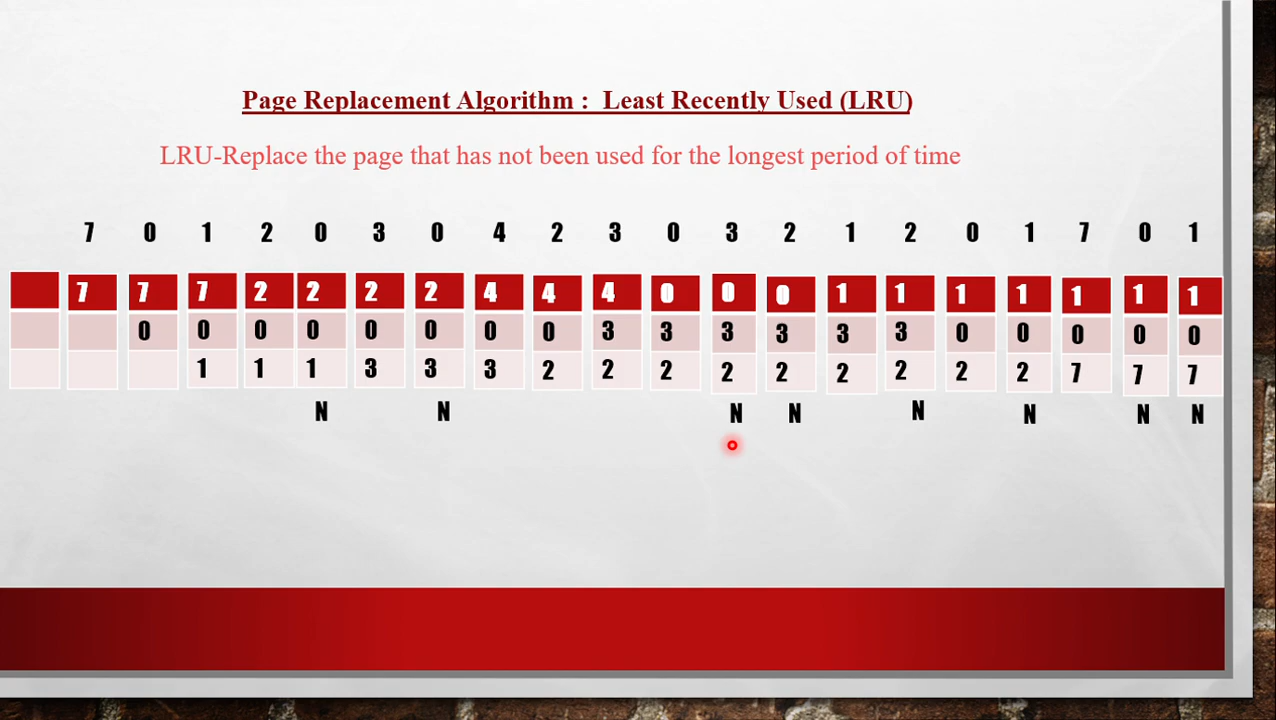 Page Replacement Algorithm : Least Recently Used (LRU)
LRU-Replace the page that has not been used for the longest period of time
7 0 1 2 0 3 0 4 2 3 0 3 2 1 2 0 1 7 0 1
7 7 7 2 2 2 2 4 4 4 0 0 0 1 1 1 1 1 1 1
0 0 0 0 0 0 0 0 3 3 3 3 3 3 0 0 0 0 0
1 1 1 3 3 3 2 2 2 2 2 2 2 2 2 7 7 7
N N N N N N N N